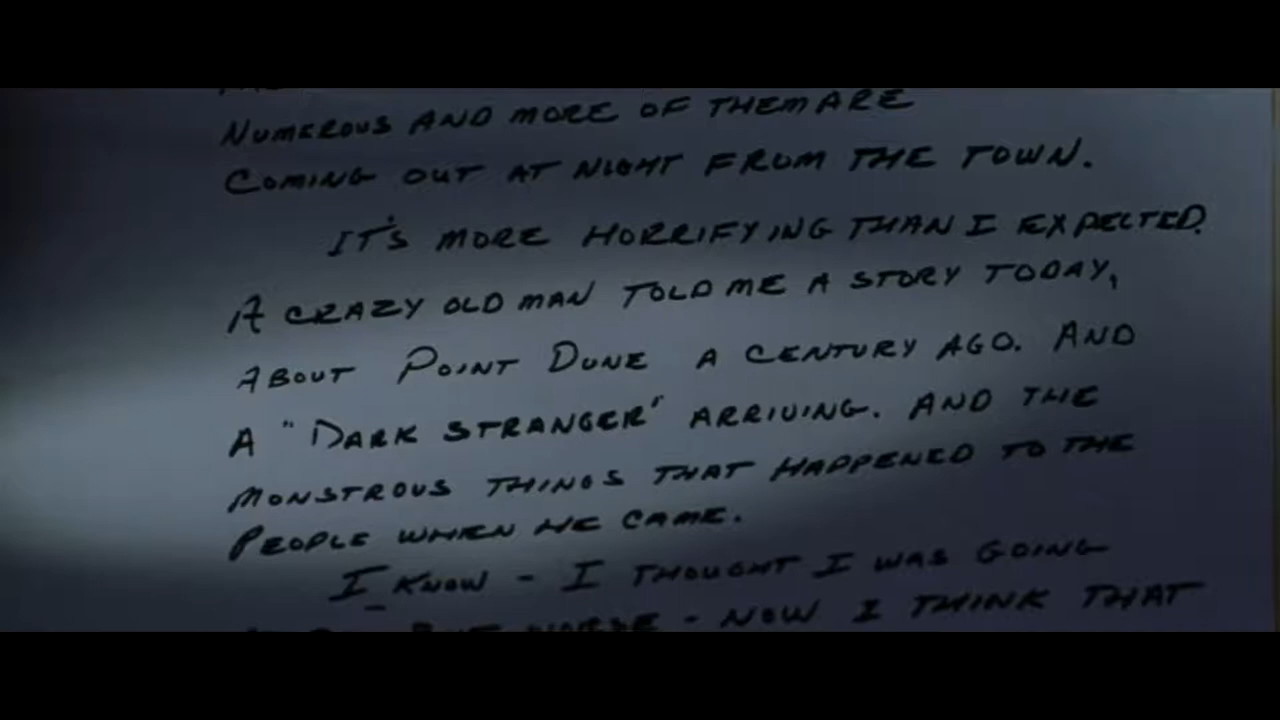 NUMEROUS AND MORE OF THEM ARE
COMING OUT AT NIGHT FROM THE TOWN.
IT'S MORE HORRIFYING THAN I EXPECTED.
A CRAZY OLD MAN TOLD ME A STORY TODAY,
ABOUT POINT DUNE A CENTURY AGO. AND
A "DARK STRANGER" ARRIVING. AND THE
MONSTROUS THINGS THAT HAPPENED TO THE
PEOPLE WHEN HE CAME.
I KNOW - I THOUGHT I WAS GOING
WORSE - NOW I THINK THAT